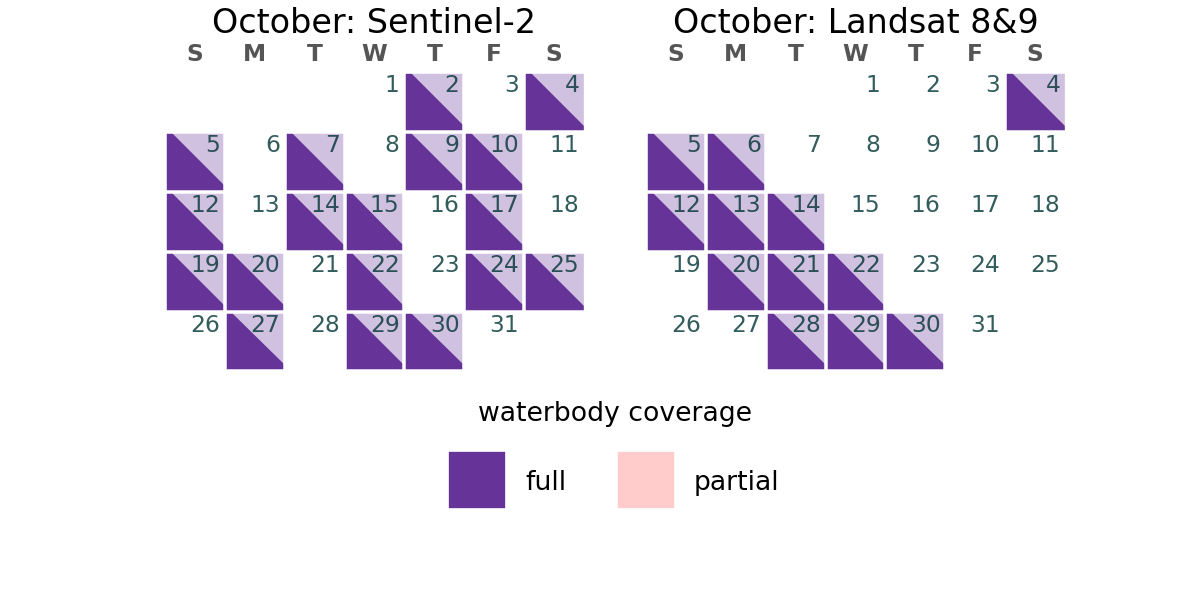 October: Sentinel-2
S M T W T F S
1 2 3 4
5 6 7 8 9 10 11
12 13 14 15 16 17 18
19 20 21 22 23 24 25
26 27 28 29 30 31
October: Landsat 8&9
S M T W T F S
1 2 3 4
5 6 7 8 9 10 11
12 13 14 15 16 17 18
19 20 21 22 23 24 25
26 27 28 29 30 31
waterbody coverage
full partial